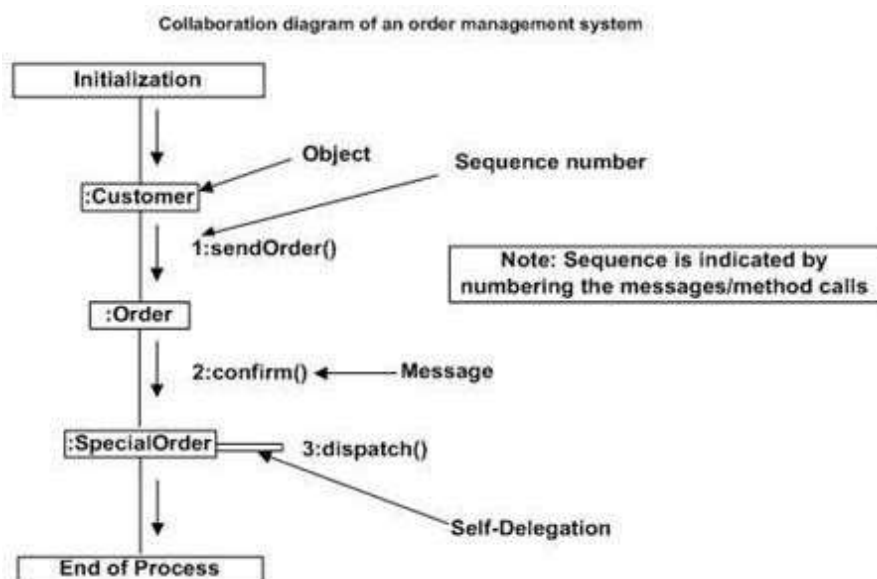 Collaboration diagram of an order management system
Initialization
Object
Sequence number
:Customer
1:sendOrder()
Note: Sequence is indicated by
numbering the messages/method calls
:Order
2:confirm()
Message
:SpecialOrder
3:dispatch()
Self-Delegation
End of Process